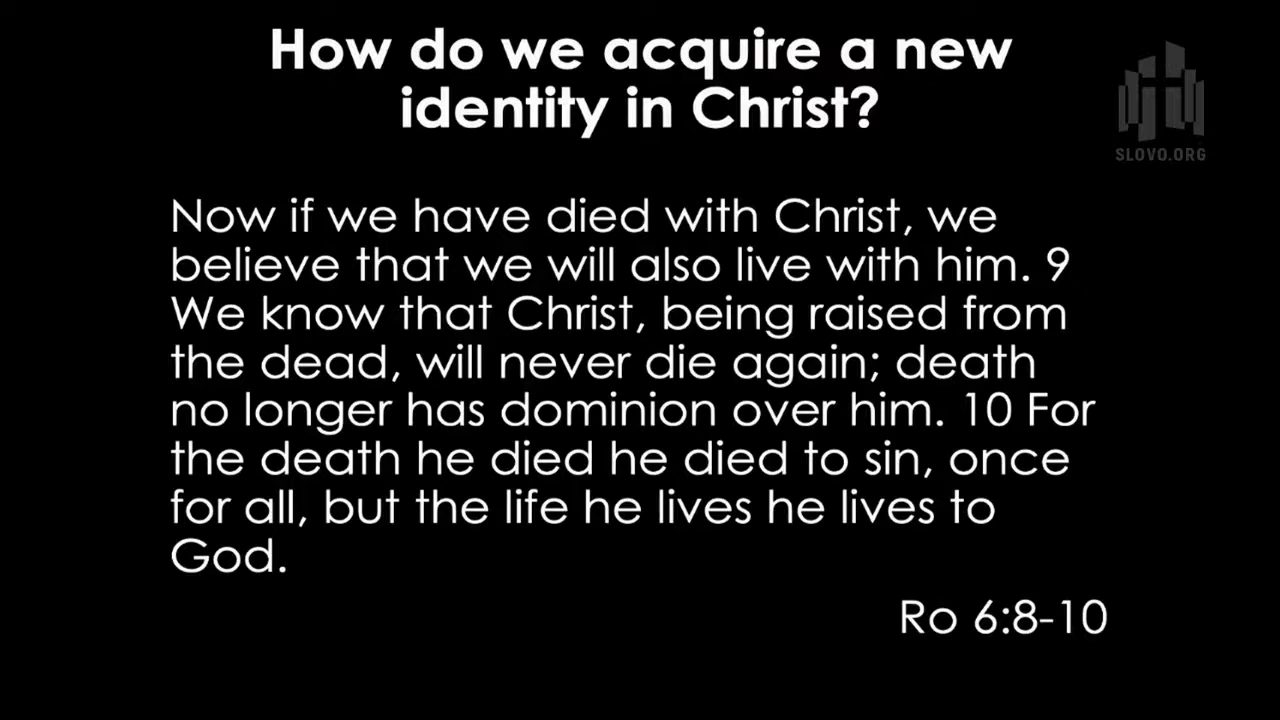 How do we acquire a new
identity in Christ?
SLOVO.ORG
Now if we have died with Christ, we
believe that we will also live with him. 9
We know that Christ, being raised from
the dead, will never die again; death
no longer has dominion over him. 10 For
the death he died he died to sin, once
for all, but the life he lives he lives to
God.
Ro 6:8-10